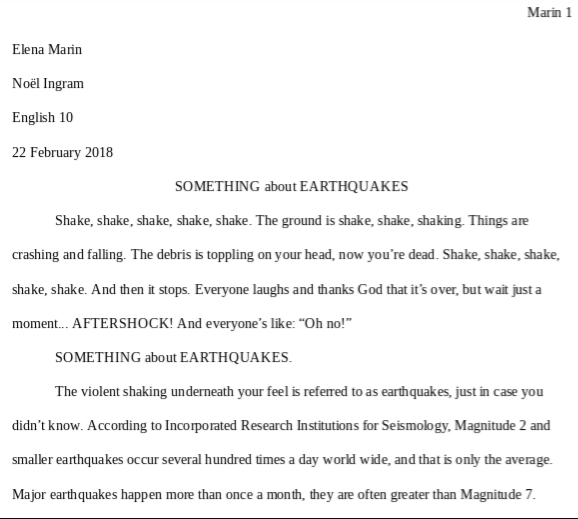 Marin 1
Elena Marin
Noël Ingram
English 10
22 February 2018
SOMETHING about EARTHQUAKES
Shake, shake, shake, shake, shake. The ground is shake, shake, shaking. Things are
crashing and falling. The debris is toppling on your head, now you’re dead. Shake, shake, shake,
shake, shake. And then it stops. Everyone laughs and thanks God that it’s over, but wait just a
moment... AFTERSHOCK! And everyone’s like: “Oh no!”
SOMETHING about EARTHQUAKES.
The violent shaking underneath your feel is referred to as earthquakes, just in case you
didn’t know. According to Incorporated Research Institutions for Seismology, Magnitude 2 and
smaller earthquakes occur several hundred times a day world wide, and that is only the average.
Major earthquakes happen more than once a month, they are often greater than Magnitude 7.